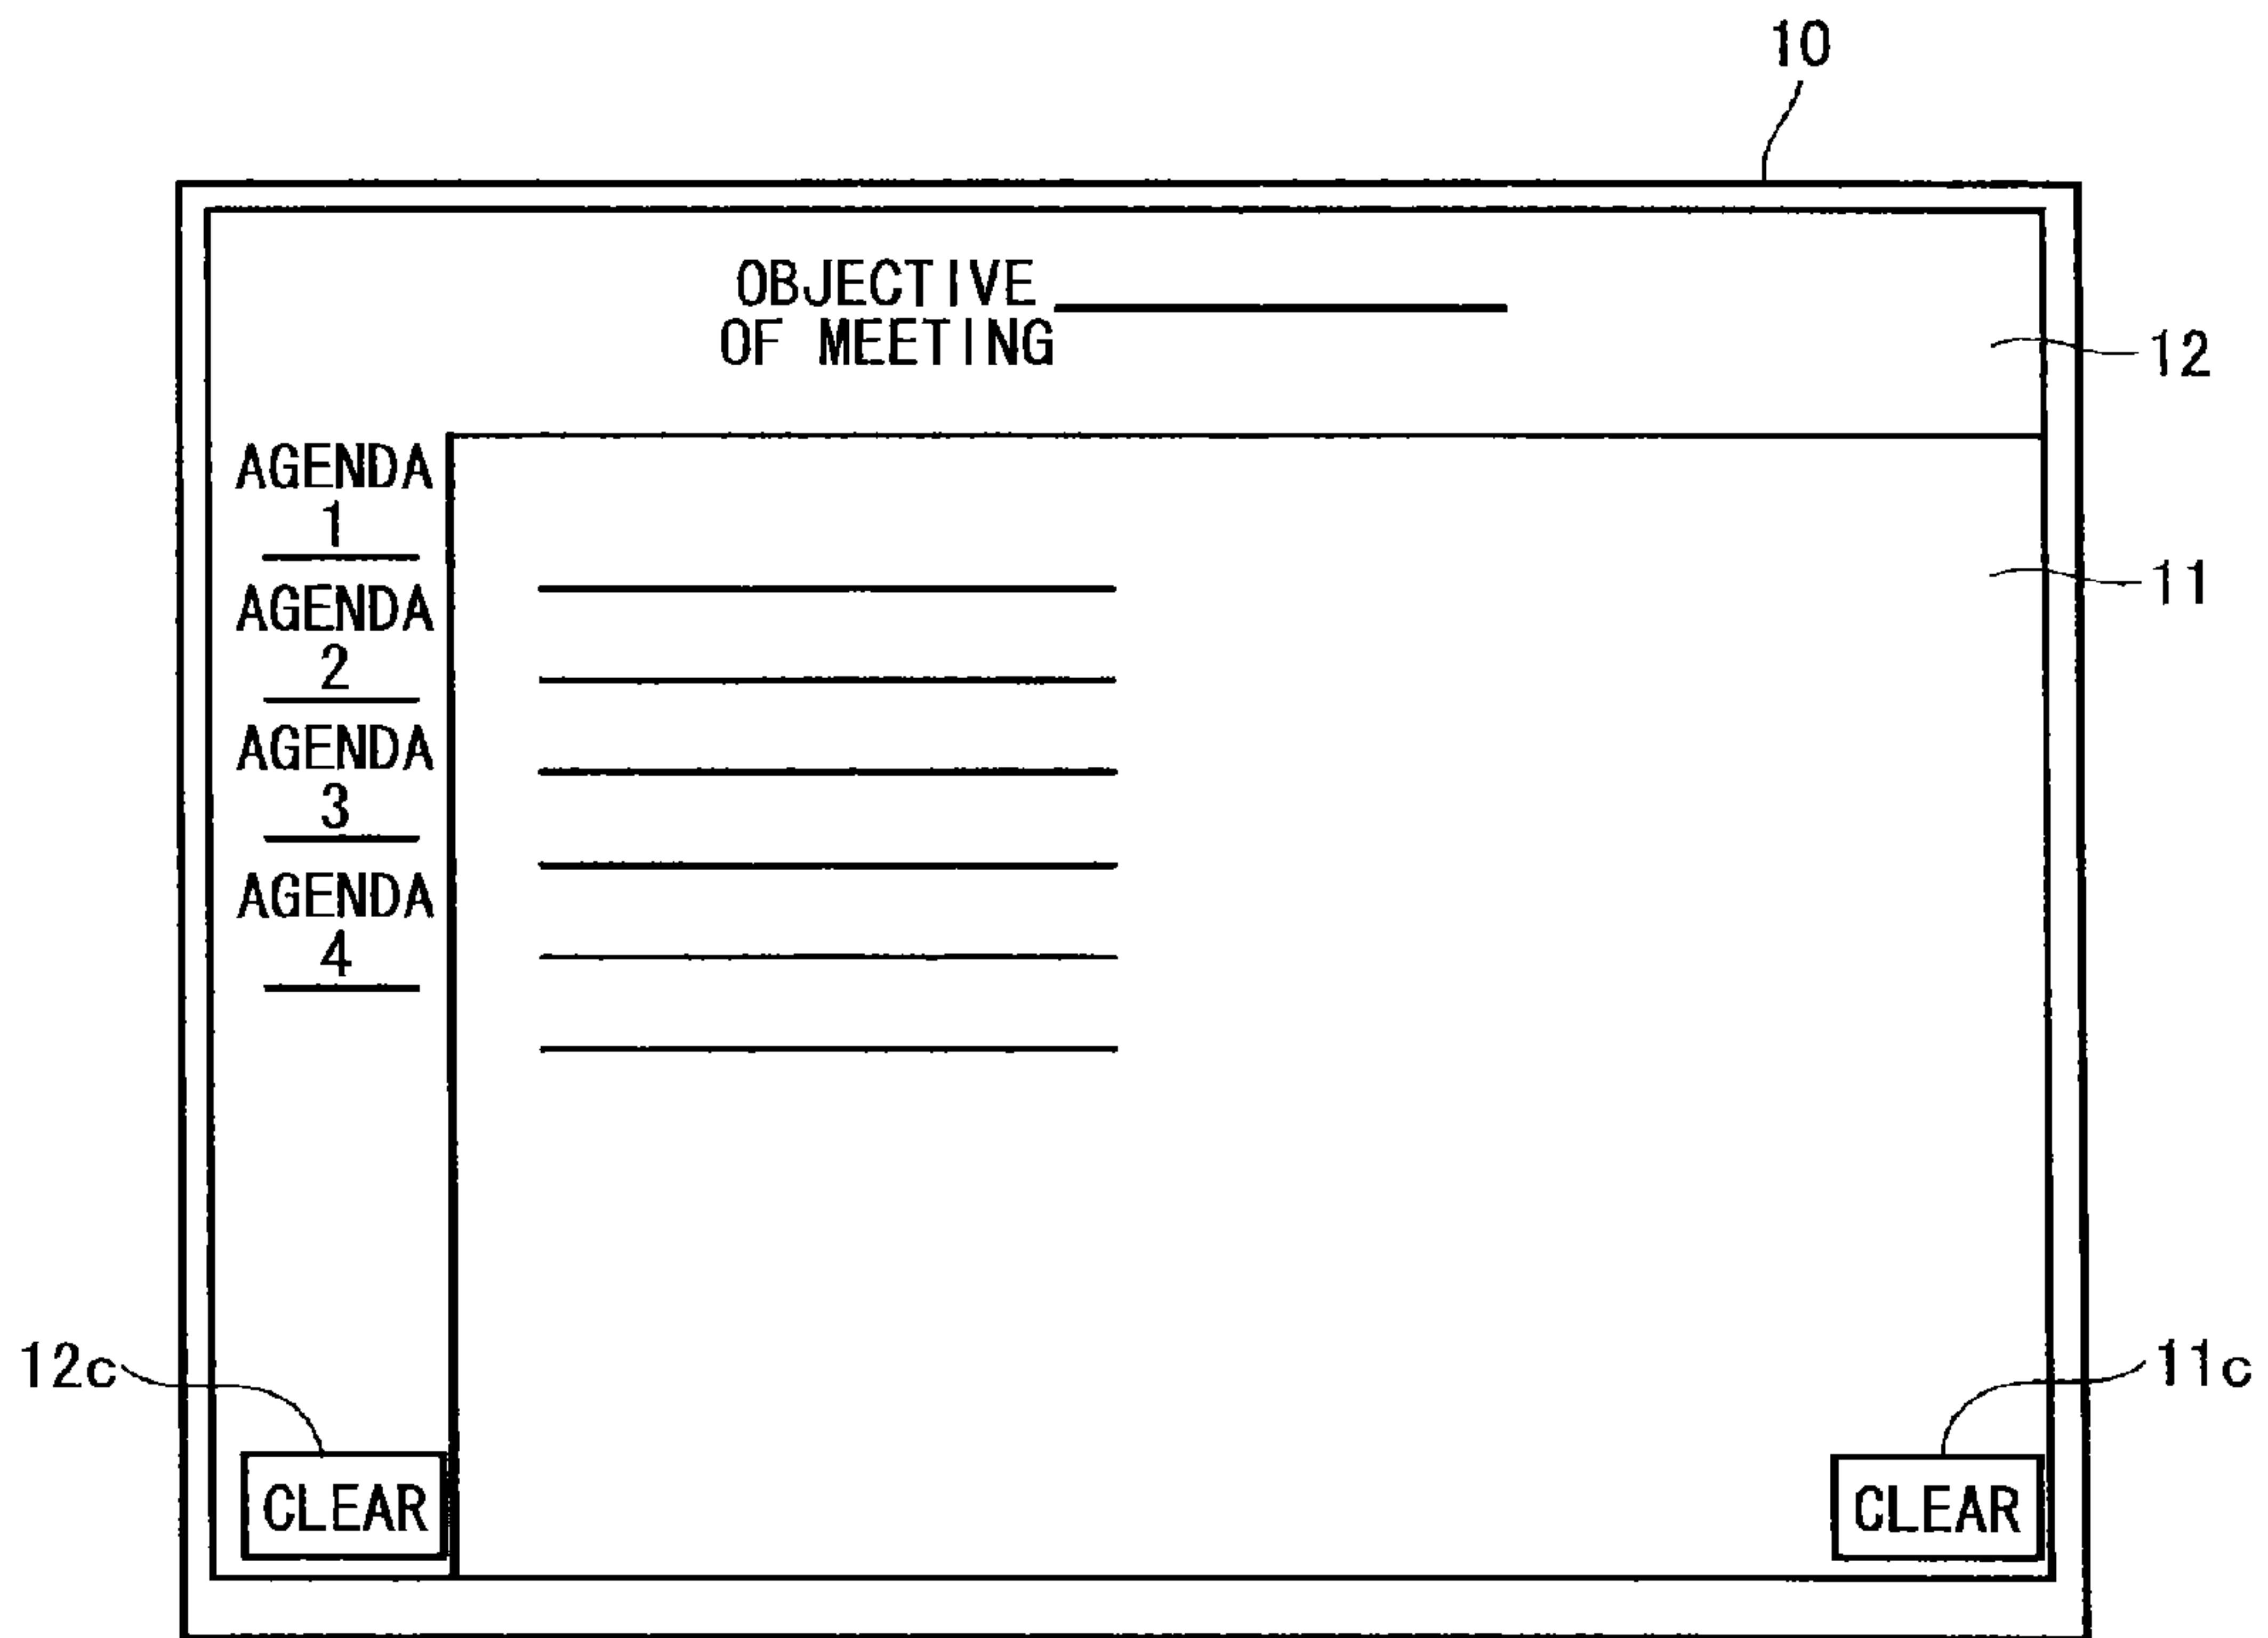 10
OBJECTIVE
OF MEETING
12
AGENDA
1
11
AGENDA
2
AGENDA
3
AGENDA
4
12c
11c
CLEAR
CLEAR